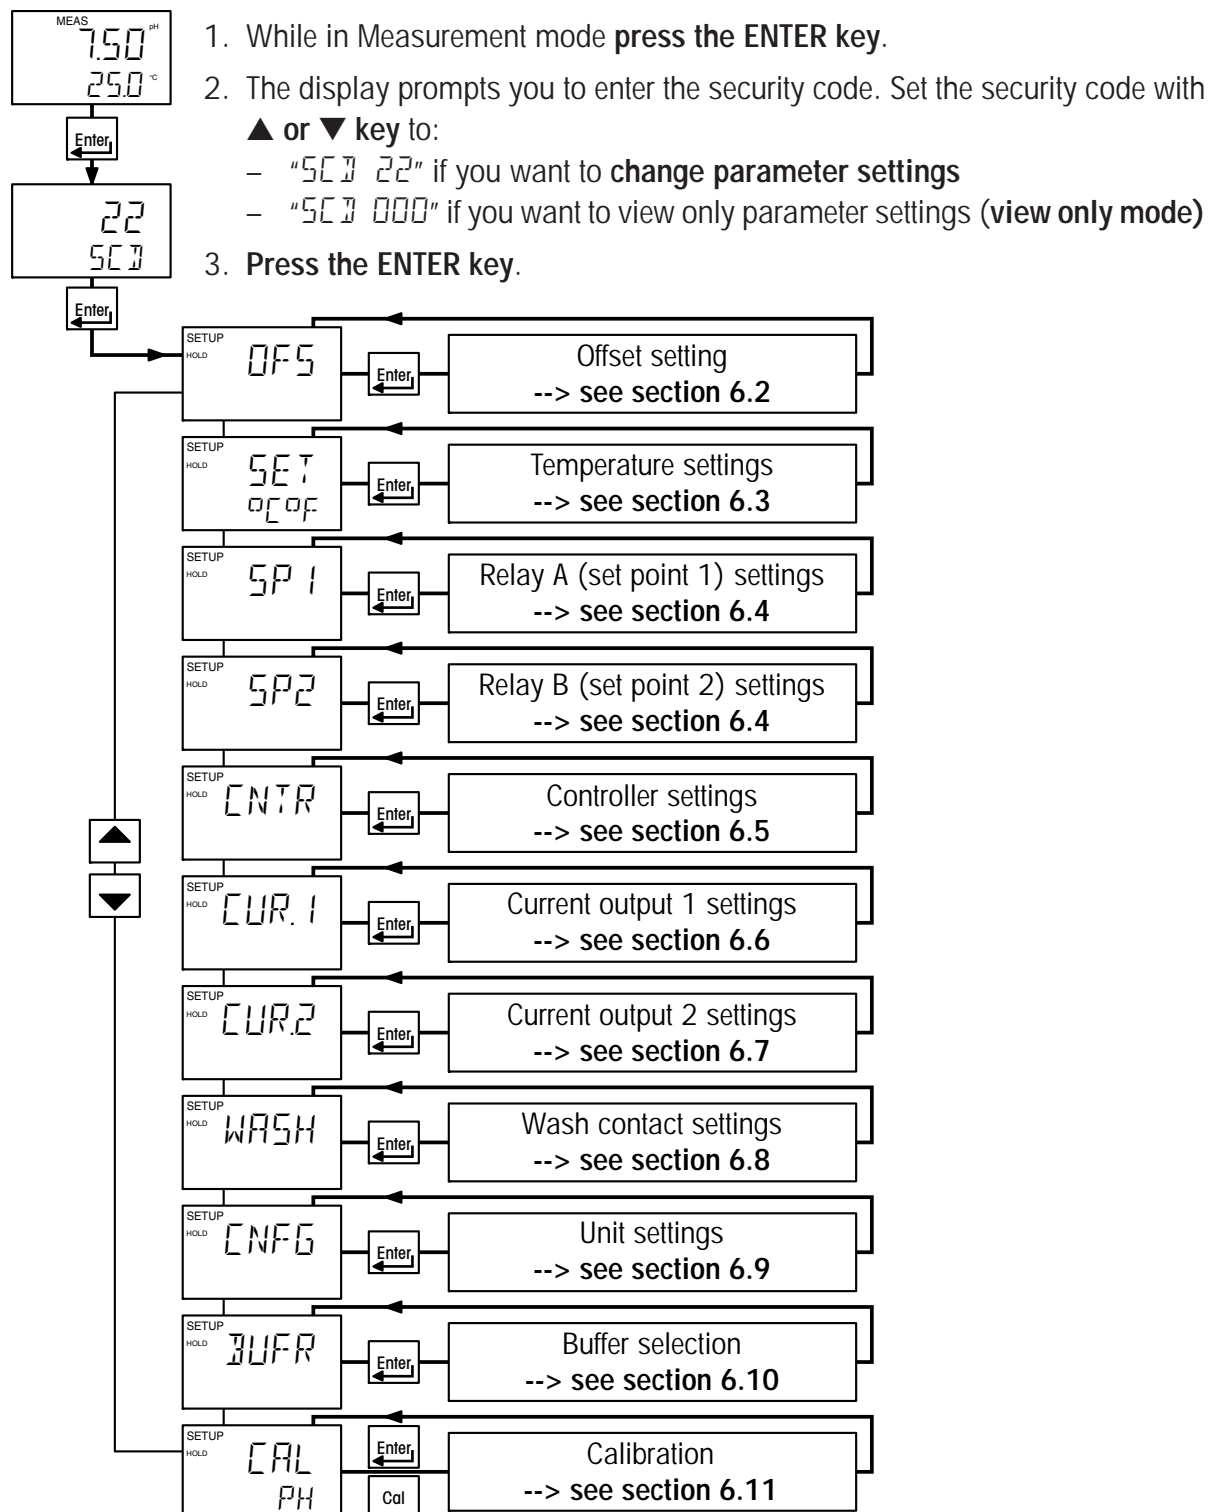 MEAS
7.50 pH
25.0 °C
1. While in Measurement mode press the ENTER key.
2. The display prompts you to enter the security code. Set the security code with
▲ or ▼ key to:
– "SCD 22" if you want to change parameter settings
– "SCD 000" if you want to view only parameter settings (view only mode)
Enter
22
SCD
3. Press the ENTER key.
Enter
SETUP
HOLD
OFS
Enter
Offset setting
--> see section 6.2
SETUP
HOLD
SET
°C°F
Enter
Temperature settings
--> see section 6.3
SETUP
HOLD
SP1
Enter
Relay A (set point 1) settings
--> see section 6.4
SETUP
HOLD
SP2
Enter
Relay B (set point 2) settings
--> see section 6.4
SETUP
HOLD
CNTR
Enter
Controller settings
--> see section 6.5
SETUP
HOLD
CUR.1
Enter
Current output 1 settings
--> see section 6.6
SETUP
HOLD
CUR.2
Enter
Current output 2 settings
--> see section 6.7
SETUP
HOLD
WASH
Enter
Wash contact settings
--> see section 6.8
SETUP
HOLD
CNFG
Enter
Unit settings
--> see section 6.9
SETUP
HOLD
BUFR
Enter
Buffer selection
--> see section 6.10
SETUP
HOLD
CAL
PH
Enter
Cal
Calibration
--> see section 6.11